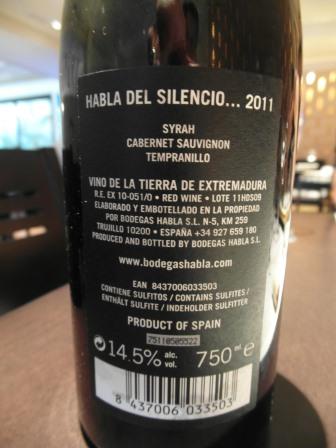 HABLA DEL SILENCIO... 2011
SYRAH
CABERNET SAUVIGNON
TEMPRANILLO
VINO DE LA TIERRA DE EXTREMADURA
R.E. EX 10-051/0 • RED WINE • LOTE 11HDS09
ELABORADO Y EMBOTELLADO EN LA PROPIEDAD
POR BODEGAS HABLA S.L. N-5, KM 259
TRUJILLO 10200 • ESPAÑA +34 927 659 180
PRODUCED AND BOTTLED BY BODEGAS HABLA S.L.
www.bodegashabla.com
EAN 8437006033503
CONTIENE SULFITOS / CONTAINS SULFITES /
ENTHÄLT SULFITE / INDEHOLDER SULFITTER
PRODUCT OF SPAIN
75110505522
14.5% alc. vol. 750 ml e
8 437006 033503